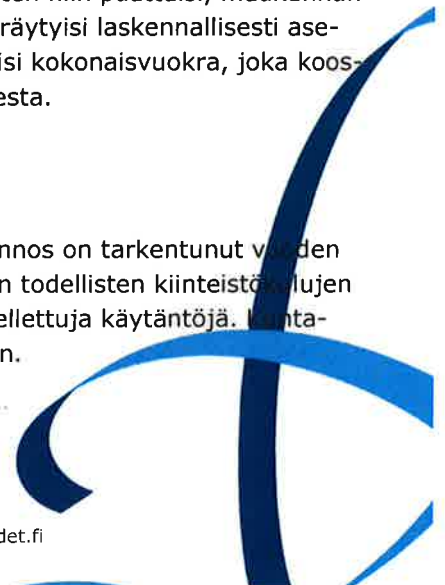 räytyisi laskennallisesti ase-
isi kokonaisvuokra, joka koos-
esta.
nnos on tarkentunut vuoden
n todellisten kiinteistökulujen
ellettuja käytäntöjä. Kunta-
n.
det.fi